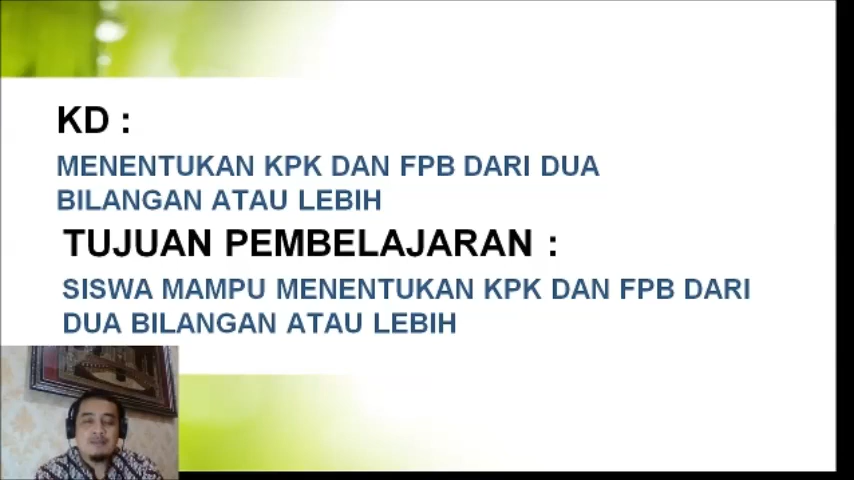 KD :
MENENTUKAN KPK DAN FPB DARI DUA
BILANGAN ATAU LEBIH
TUJUAN PEMBELAJARAN :
SISWA MAMPU MENENTUKAN KPK DAN FPB DARI
DUA BILANGAN ATAU LEBIH